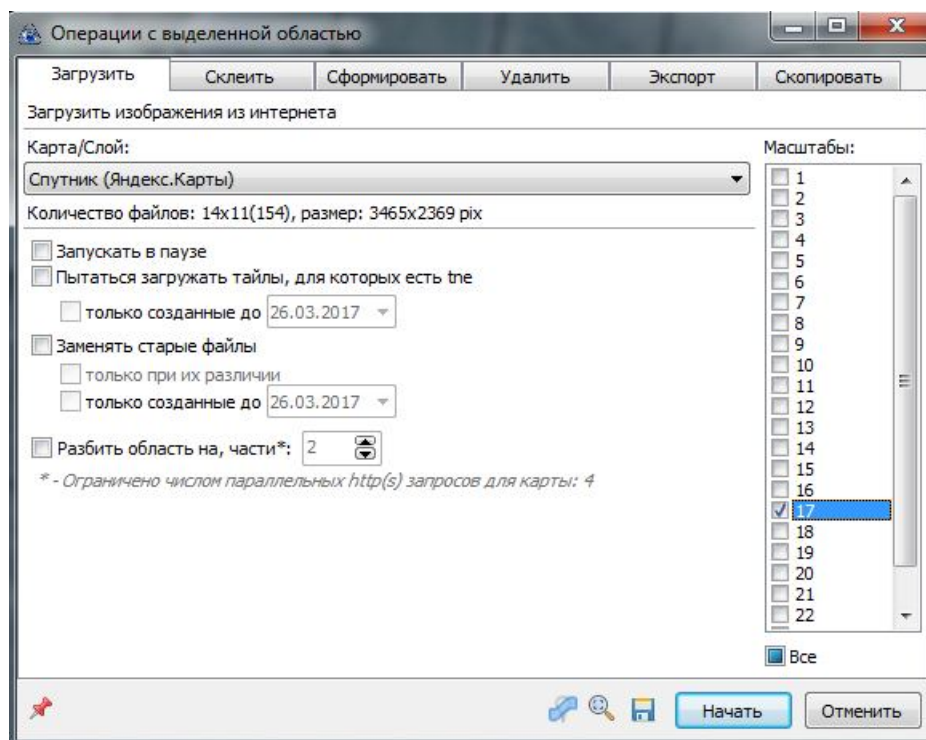 Операции с выделенной областью
Загрузить Склеить Сформировать Удалить Экспорт Скопировать
Загрузить изображения из интернета
Карта/Слой:
Спутник (Яндекс.Карты)
Количество файлов: 14x11(154), размер: 3465x2369 pix
Запускать в паузе
Пытаться загружать тайлы, для которых есть tne
только созданные до 26.03.2017
Заменять старые файлы
только при их различии
только созданные до 26.03.2017
Разбить область на, части*: 2
* - Ограничено числом параллельных http(s) запросов для карты: 4
Масштабы:
1
2
3
4
5
6
7
8
9
10
11
12
13
14
15
16
17
18
19
20
21
22
Все
Начать Отменить